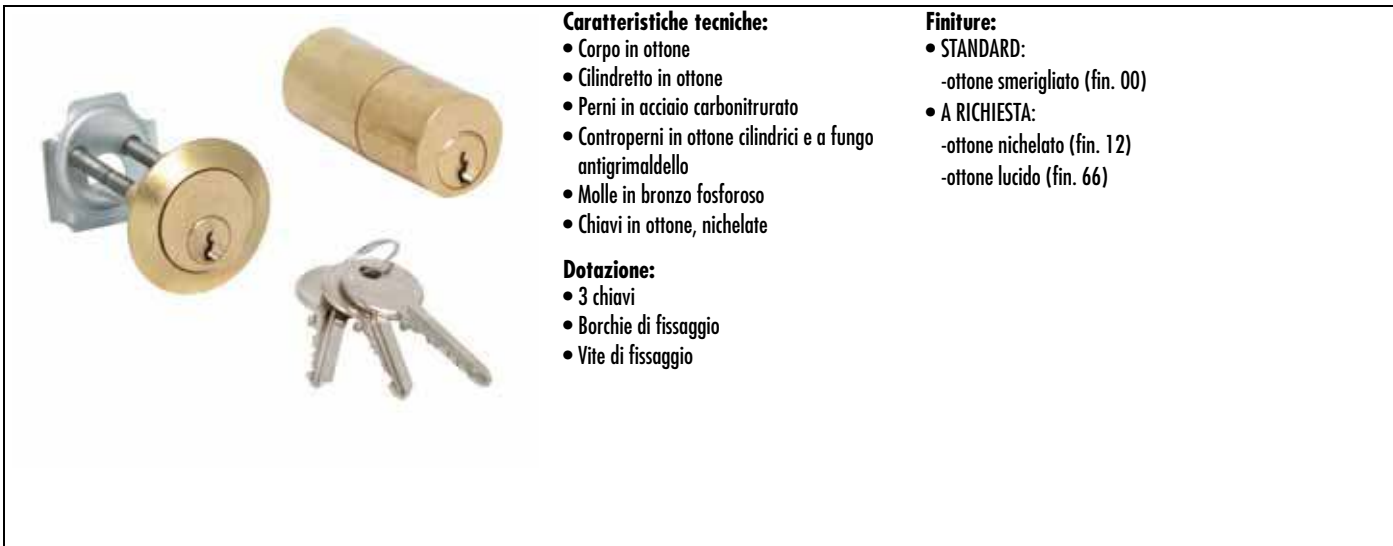 Caratteristiche tecniche:
• Corpo in ottone
• Cilindretto in ottone
• Perni in acciaio carbonitrurato
• Controperni in ottone cilindrici e a fungo
antigrimaldello
• Molle in bronzo fosforoso
• Chiavi in ottone, nichelate
Dotazione:
• 3 chiavi
• Borchie di fissaggio
• Vite di fissaggio
Finiture:
• STANDARD:
-ottone smerigliato (fin. 00)
• A RICHIESTA:
-ottone nichelato (fin. 12)
-ottone lucido (fin. 66)